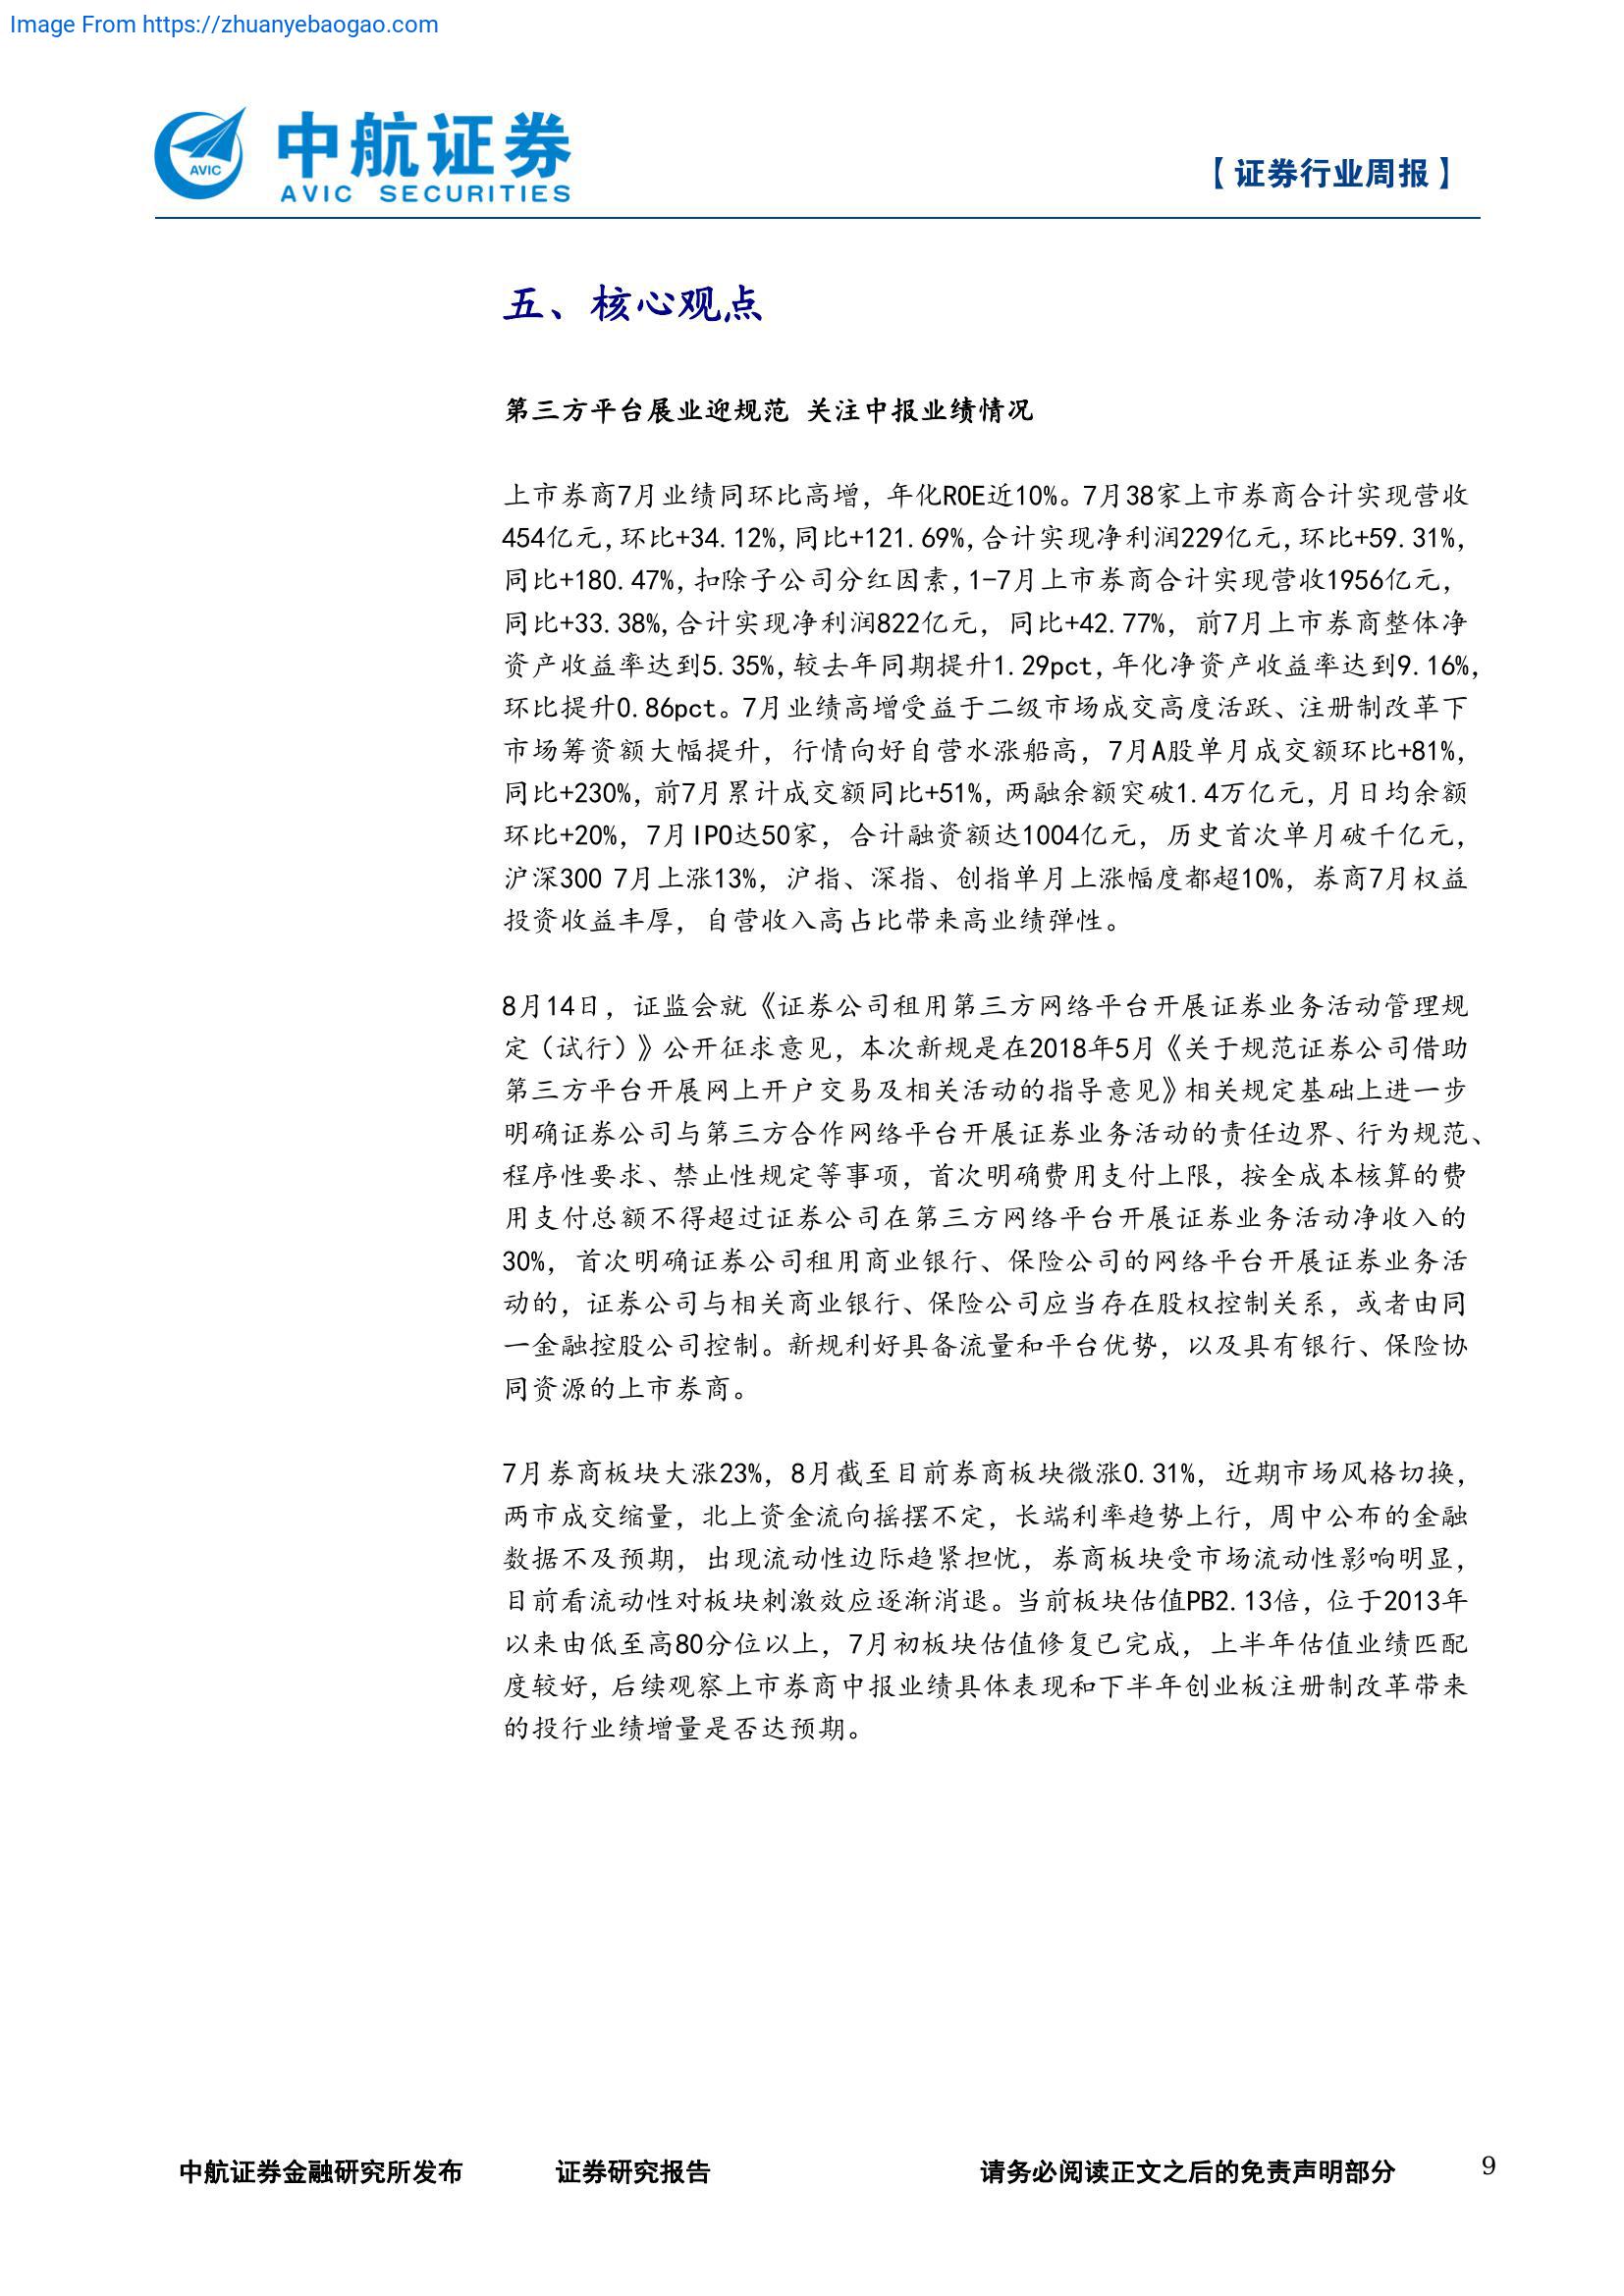 Image From https://zhuanyebaogao.com
AVIC
中航证券
AVIC SECURITIES
【证券行业周报】
五、核心观点
第三方平台展业迎规范 关注中报业绩情况
上市券商7月业绩同环比高增，年化ROE近10%。7月38家上市券商合计实现营收
454亿元,环比+34.12%,同比+121.69%,合计实现净利润229亿元,环比+59.31%,
同比+180.47%,扣除子公司分红因素,1-7月上市券商合计实现营收1956亿元，
同比+33.38%,合计实现净利润822亿元，同比+42.77%，前7月上市券商整体净
资产收益率达到5.35%,较去年同期提升1.29pct,年化净资产收益率达到9.16%,
环比提升0.86pct。7月业绩高增受益于二级市场成交高度活跃、注册制改革下
市场筹资额大幅提升，行情向好自营水涨船高，7月A股单月成交额环比+81%，
同比+230%，前7月累计成交额同比+51%，两融余额突破1.4万亿元，月日均余额
环比+20%，7月IPO达50家，合计融资额达1004亿元，历史首次单月破千亿元，
沪深300 7月上涨13%，沪指、深指、创指单月上涨幅度都超10%，券商7月权益
投资收益丰厚，自营收入高占比带来高业绩弹性。
8月14日，证监会就《证券公司租用第三方网络平台开展证券业务活动管理规
定（试行）》公开征求意见，本次新规是在2018年5月《关于规范证券公司借助
第三方平台开展网上开户交易及相关活动的指导意见》相关规定基础上进一步
明确证券公司与第三方合作网络平台开展证券业务活动的责任边界、行为规范、
程序性要求、禁止性规定等事项，首次明确费用支付上限，按全成本核算的费
用支付总额不得超过证券公司在第三方网络平台开展证券业务活动净收入的
30%，首次明确证券公司租用商业银行、保险公司的网络平台开展证券业务活
动的，证券公司与相关商业银行、保险公司应当存在股权控制关系，或者由同
一金融控股公司控制。新规利好具备流量和平台优势，以及具有银行、保险协
同资源的上市券商。
7月券商板块大涨23%，8月截至目前券商板块微涨0.31%，近期市场风格切换，
两市成交缩量，北上资金流向摇摆不定，长端利率趋势上行，周中公布的金融
数据不及预期，出现流动性边际趋紧担忧，券商板块受市场流动性影响明显，
目前看流动性对板块刺激效应逐渐消退。当前板块估值PB2.13倍，位于2013年
以来由低至高80分位以上，7月初板块估值修复已完成，上半年估值业绩匹配
度较好，后续观察上市券商中报业绩具体表现和下半年创业板注册制改革带来
的投行业绩增量是否达预期。
中航证券金融研究所发布 证券研究报告 请务必阅读正文之后的免责声明部分 9